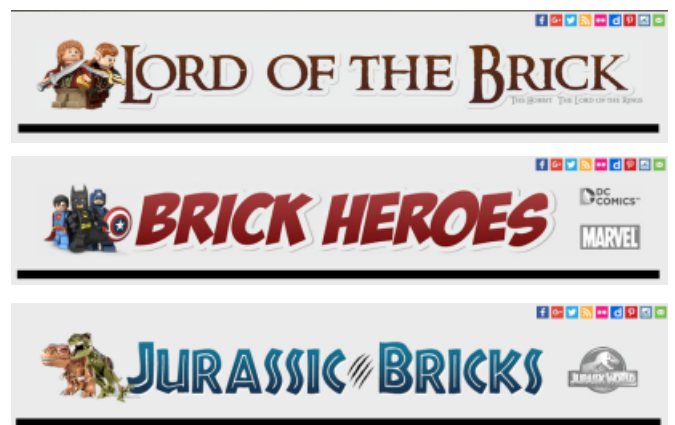 LORD OF THE BRICK
THE HOBBIT THE LORD OF THE RINGS
BRICK HEROES
DC
COMICS™
MARVEL
JURASSIC BRICKS
JURASSIC WORLD